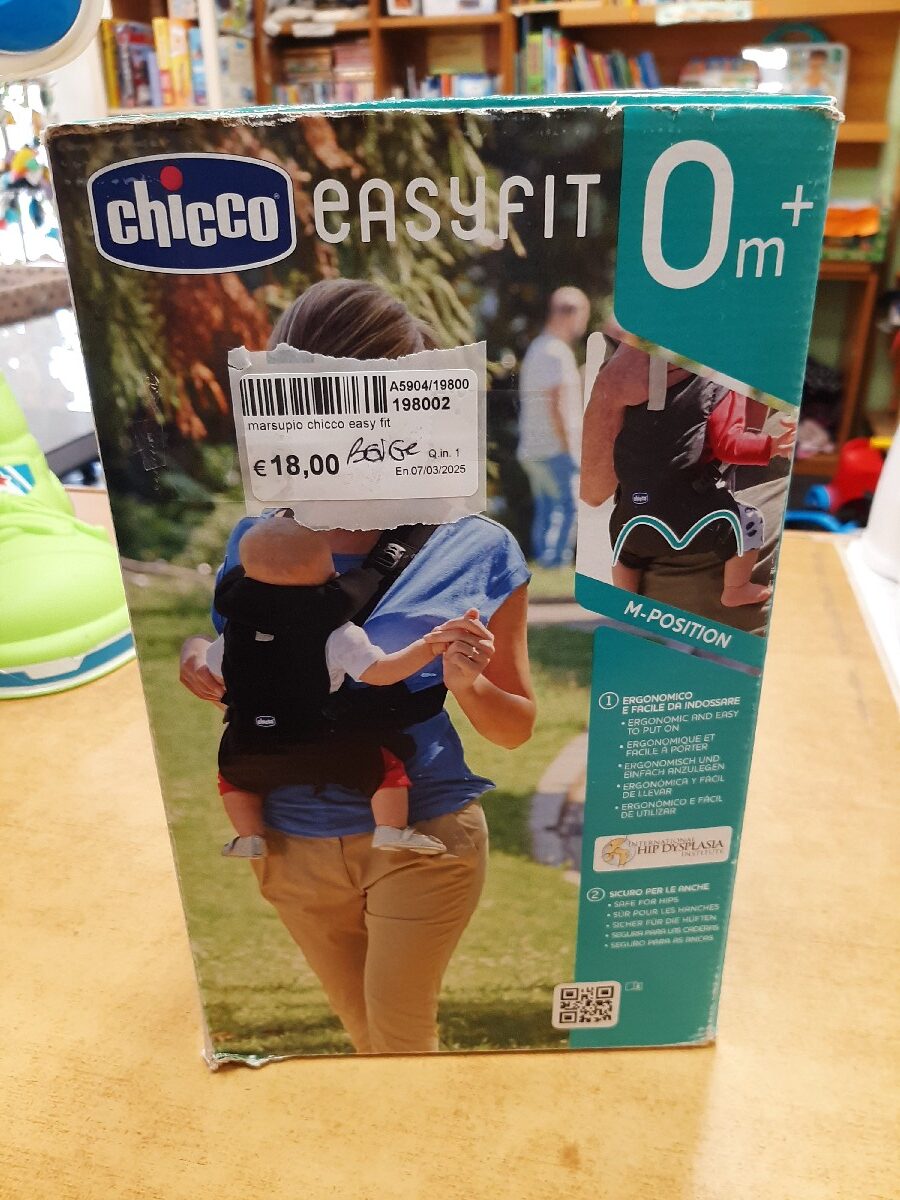 chicco
easyfit
0m+
A5904/19800
198002
marsupio chicco easy fit
€18,00
BEIGE
Q.in. 1
En 07/03/2025
M-POSITION
1 ERGONOMICO
E FACILE DA INDOSSARE
• ERGONOMIC AND EASY
TO PUT ON
• ERGONOMIQUE ET
FACILE À PORTER
• ERGONOMISCH UND
EINFACH ANZULEGEN
• ERGONÓMICA Y FÁCIL
DE LLEVAR
• ERGONÓMICO E FÁCIL
DE UTILIZAR
INTERNATIONAL
HIP DYSPLASIA
INSTITUTE
2 SICURO PER LE ANCHE
• SAFE FOR HIPS
• SÛR POUR LES HANCHES
• SICHER FÜR DIE HÜFTEN
• SEGURA PARA LAS CADERAS
• SEGURO PARA AS ANCAS
chicco
chicco